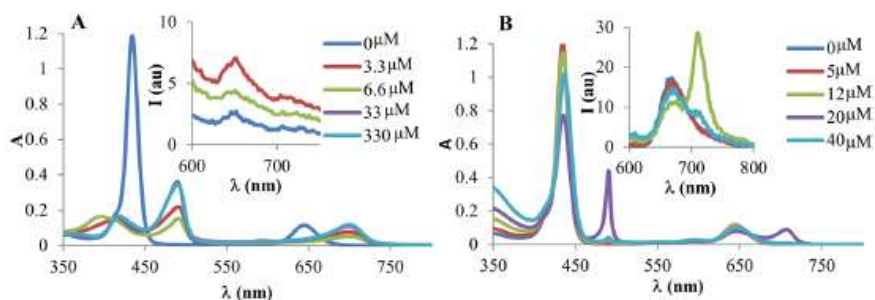 A
1.2
1
0.8
0.6
0.4
0.2
0
A
350 450 550 650 750
λ (nm)
10
5
0
I (au)
600 700
λ (nm)
0µM
3.3µM
6.6µM
33 µM
330 µM
B
1.2
1
0.8
0.6
0.4
0.2
0
A
350 450 550 650 750
λ (nm)
30
20
10
0
I (au)
600 700 800
λ (nm)
0µM
5µM
12µM
20µM
40µM